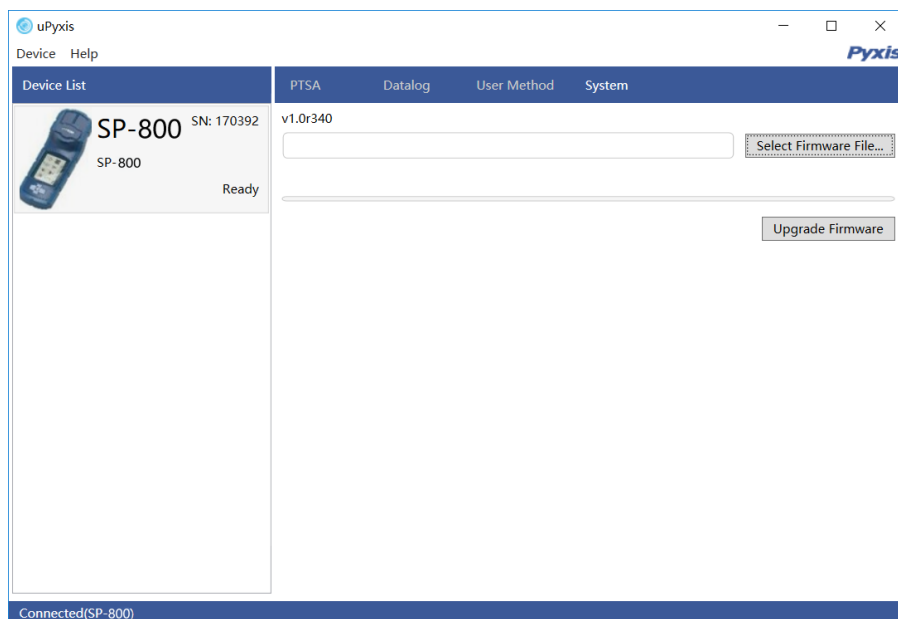 uPyxis
Device Help
Pyxis
Device List
SP-800 SN: 170392
SP-800
Ready
PTSA Datalog User Method System
v1.0r340
Select Firmware File...
Upgrade Firmware
Connected(SP-800)